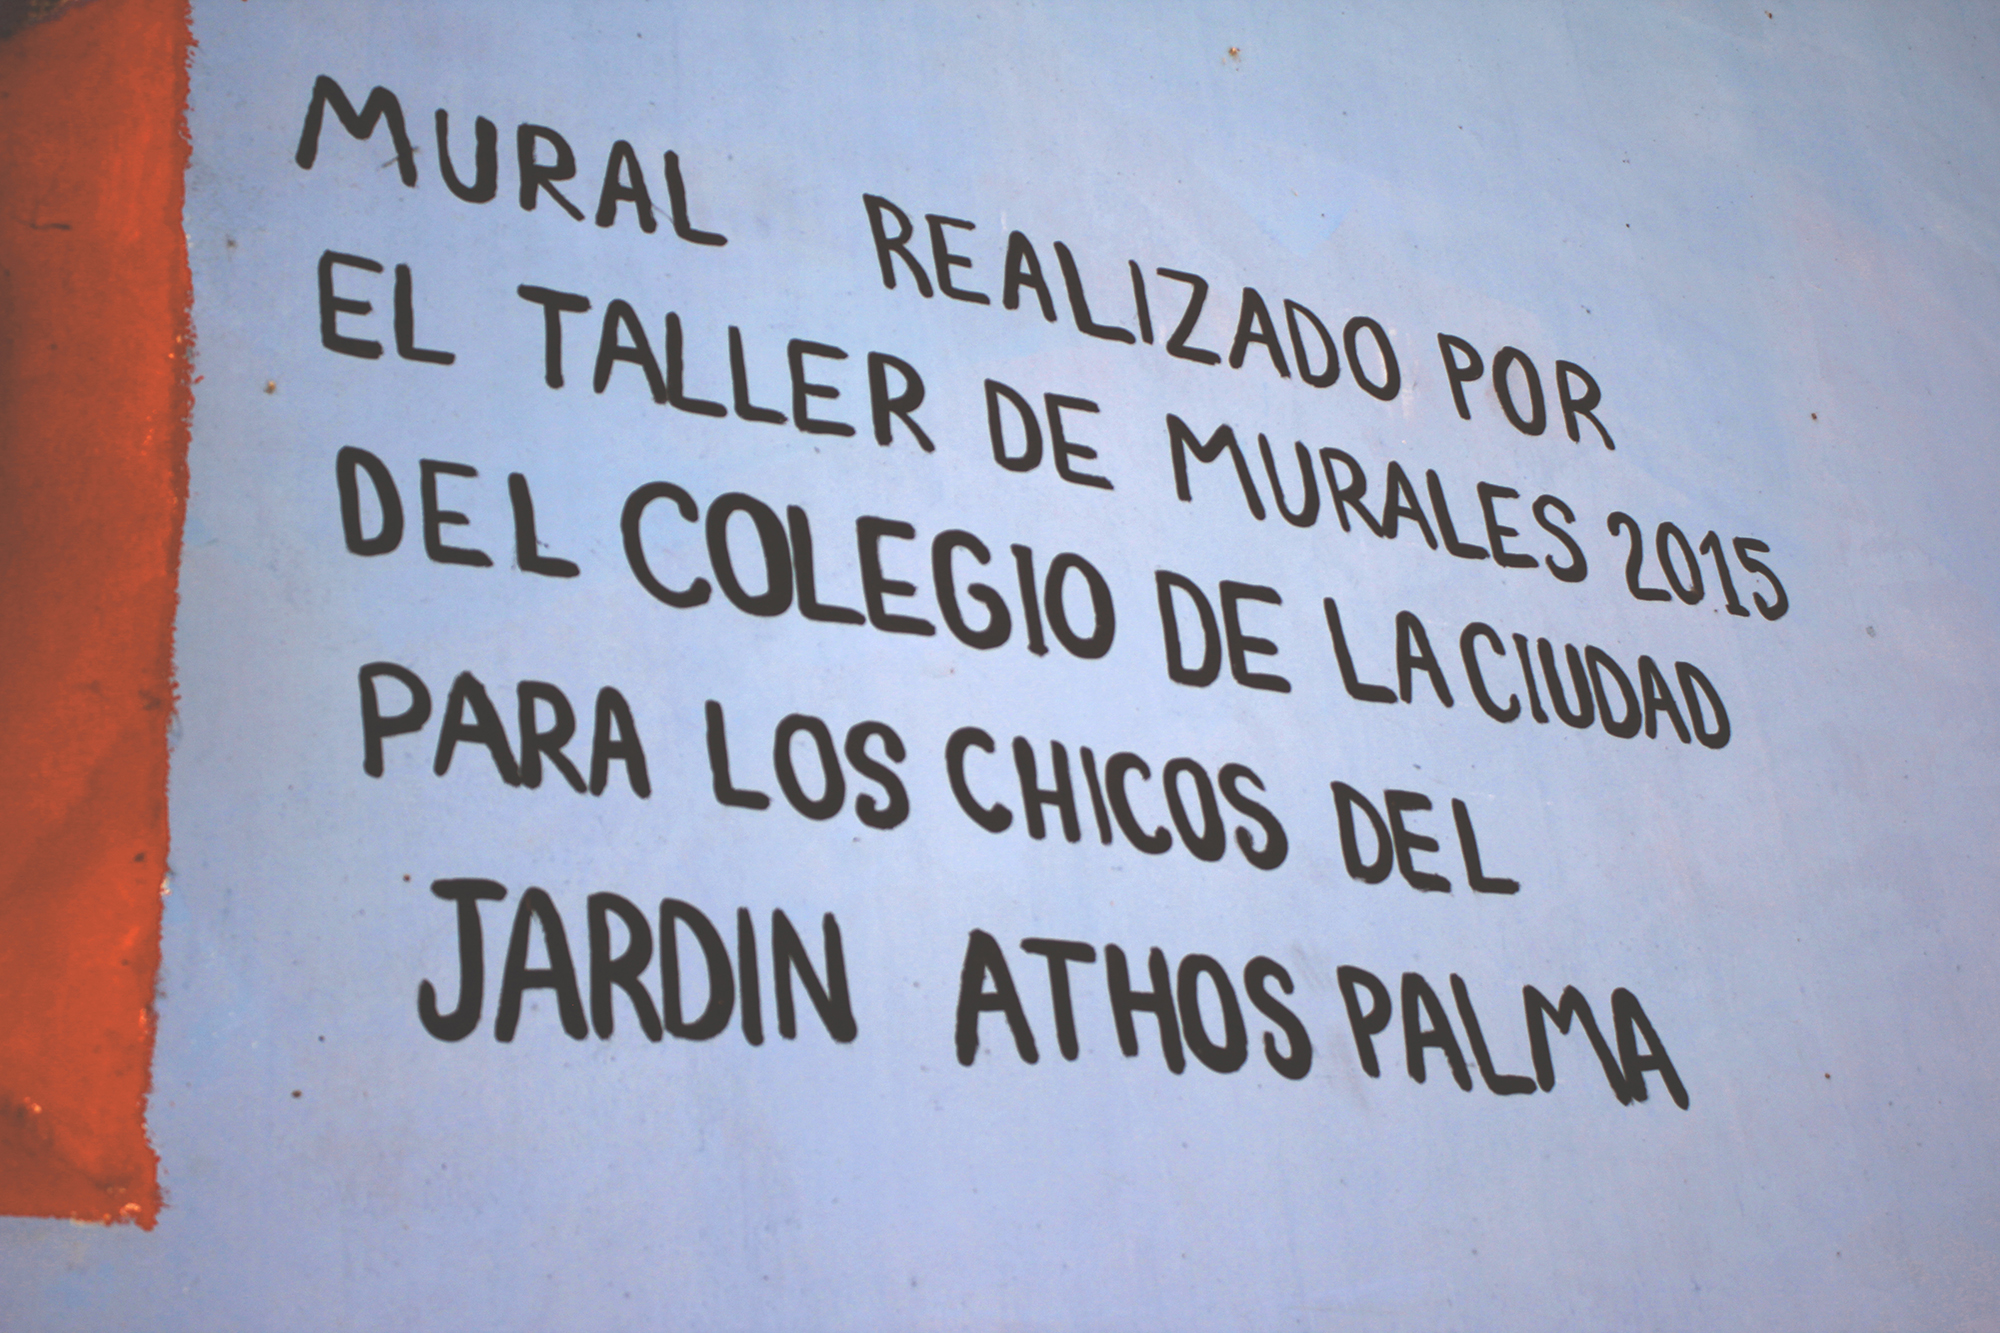 MURAL REALIZADO POR
EL TALLER DE MURALES 2015
DEL COLEGIO DE LA CIUDAD
PARA LOS CHICOS DEL
JARDIN ATHOS PALMA